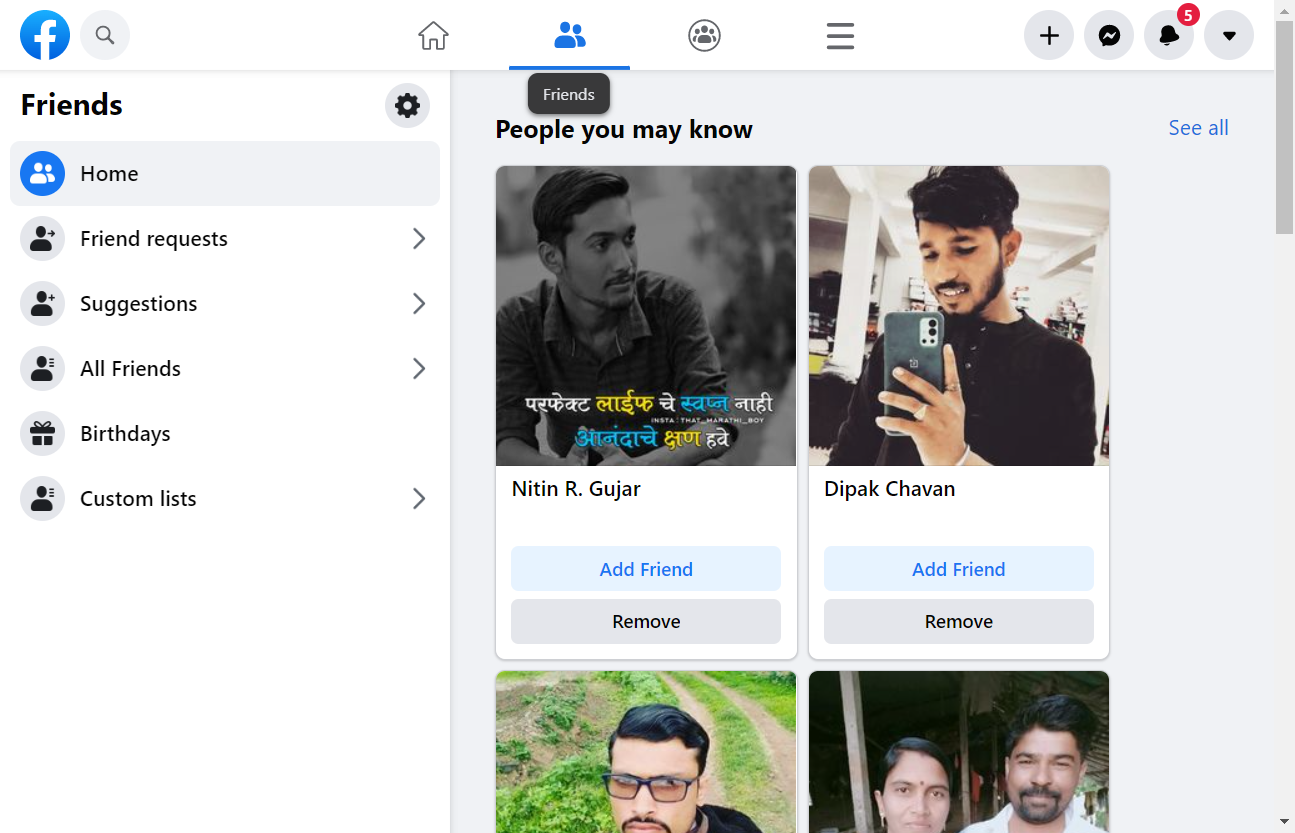 5
Friends
Friends
Home
Friend requests
Suggestions
All Friends
Birthdays
Custom lists
People you may know
See all
परफेक्ट लाईफ चे स्वप्न नाही
INSTA : THAT_MARATHI_BOY
आनंदाचे क्षण हवे
Nitin R. Gujar
Add Friend
Remove
Dipak Chavan
Add Friend
Remove